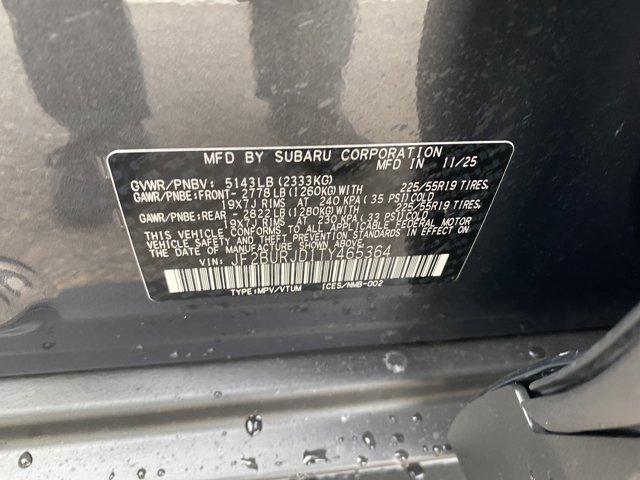 MFD BY SUBARU CORPORATION
MFD IN 11/25
GVWR/PNBV: 5143LB (2333KG)
GAWR/PNBE: FRONT- 2778 LB (1260KG) WITH 225/55R19 TIRES,
19X7J RIMS AT 240 KPA (35 PSI) COLD
GAWR/PNBE: REAR - 2822 LB (1280KG) WITH 225/55R19 TIRES,
19X7J RIMS AT 230 KPA (33 PSI) COLD
THIS VEHICLE CONFORMS TO ALL APPLICABLE FEDERAL MOTOR
VEHICLE SAFETY AND THEFT PREVENTION STANDARDS IN EFFECT ON THE
DATE OF MANUFACTURE SHOWN ABOVE.
VIN: JF2BURJD1TY465364
TYPE: MPV/VTUM ICES/NMB-002